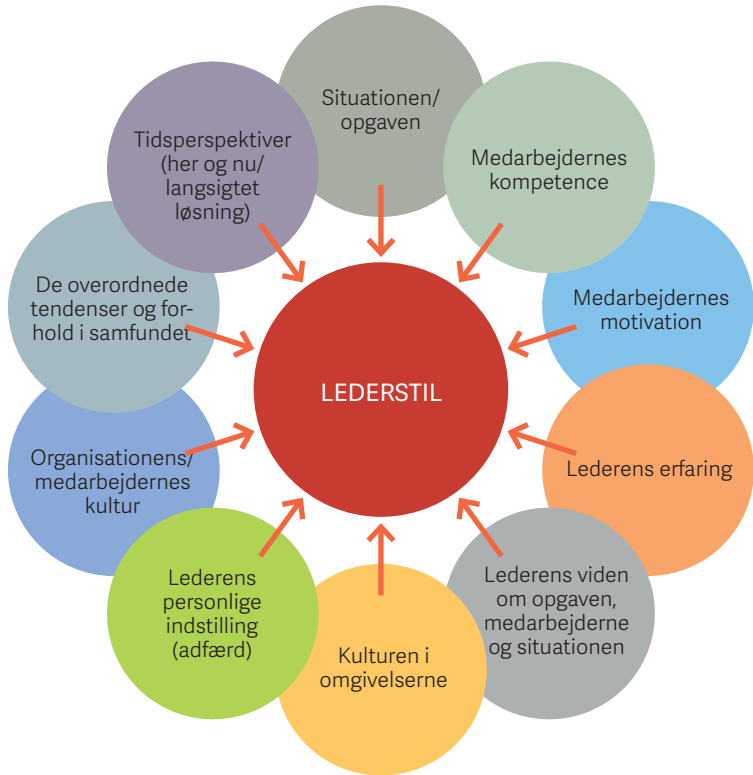 Situationen/
opgaven
Medarbejdernes
kompetence
Medarbejdernes
motivation
Lederens erfaring
Lederens viden
om opgaven,
medarbejderne
og situationen
Kulturen i
omgivelserne
Lederens
personlige
indstilling
(adfærd)
Organisationens/
medarbejdernes
kultur
De overordnede
tendenser og for-
hold i samfundet
Tidsperspektiver
(her og nu/
langsigtet
løsning)
LEDERSTIL